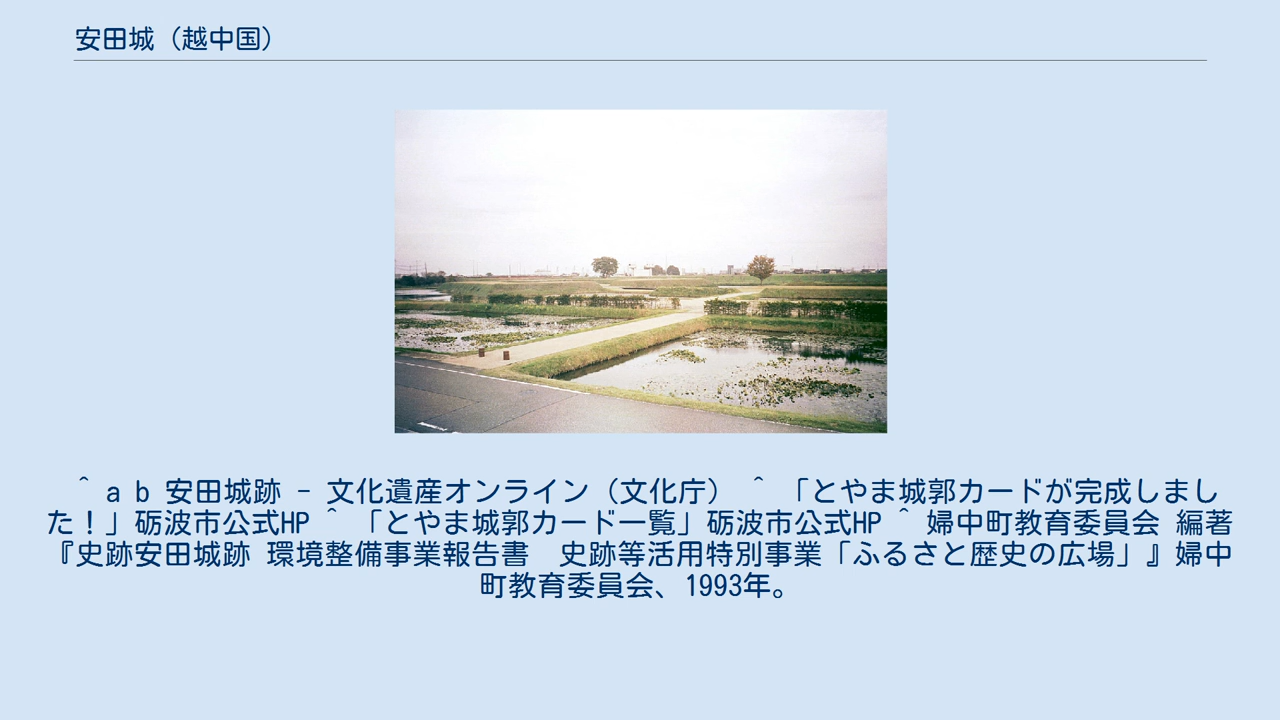 安田城（越中国）
＾ a b 安田城跡 - 文化遺産オンライン（文化庁） ＾ 「とやま城郭カードが完成しまし
た！」砺波市公式HP ＾ 「とやま城郭カード一覧」砺波市公式HP ＾ 婦中町教育委員会 編著
『史跡安田城跡 環境整備事業報告書　史跡等活用特別事業「ふるさと歴史の広場」』婦中
町教育委員会、1993年。